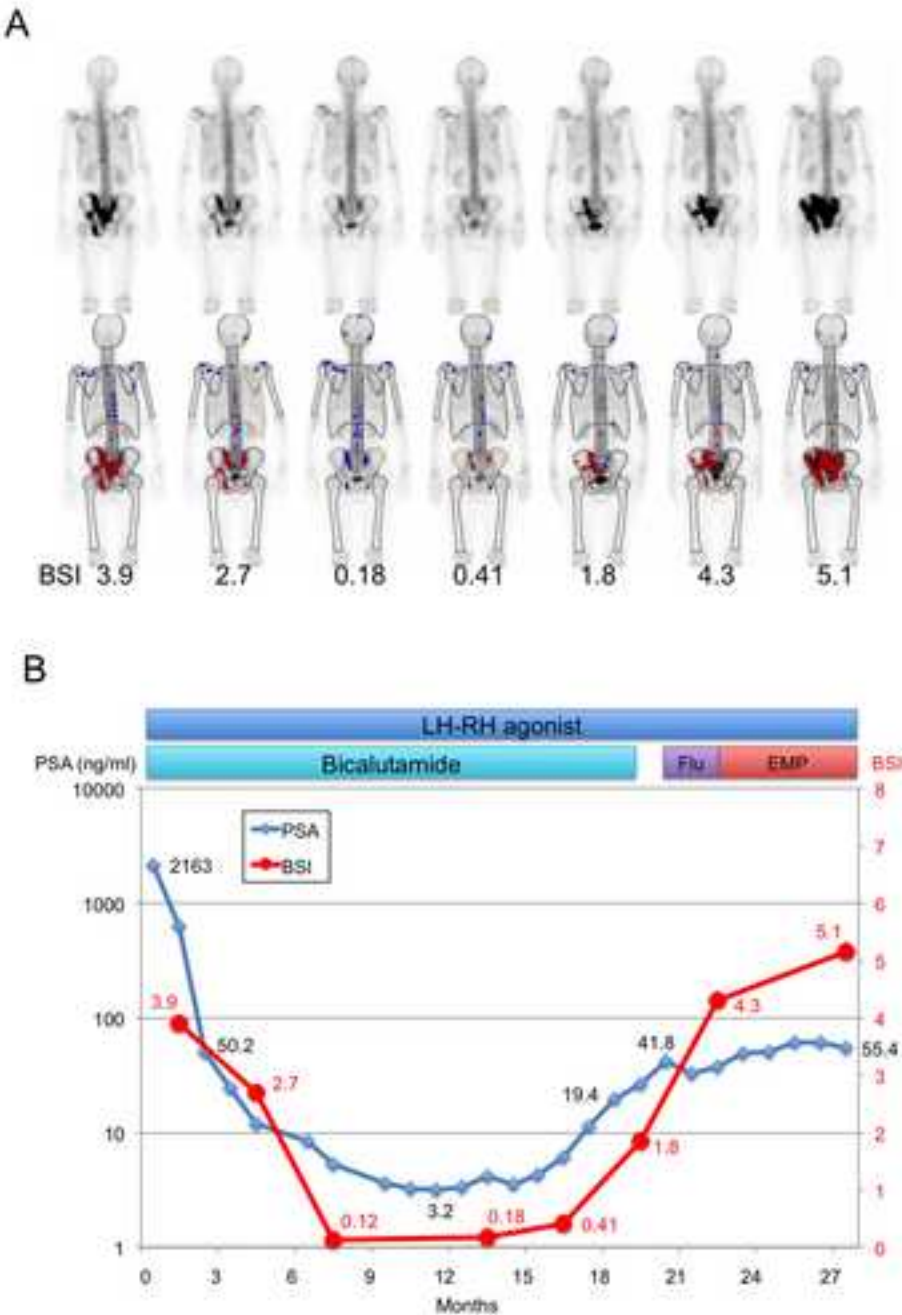 A
BSI 3.9 2.7 0.18 0.41 1.8 4.3 5.1
B
LH-RH agonist
PSA (ng/ml) Bicalutamide Flu EMP BSI
10000 8
PSA
BSI
2163
7
1000 6
5.1
5
100 4
3.9
4.3
50.2
41.8
55.4
2.7
3
19.4
10 2
1.8
3.2
0.12
0.18
0.41
1
1 0
0 3 6 9 12 15 18 21 24 27
Months